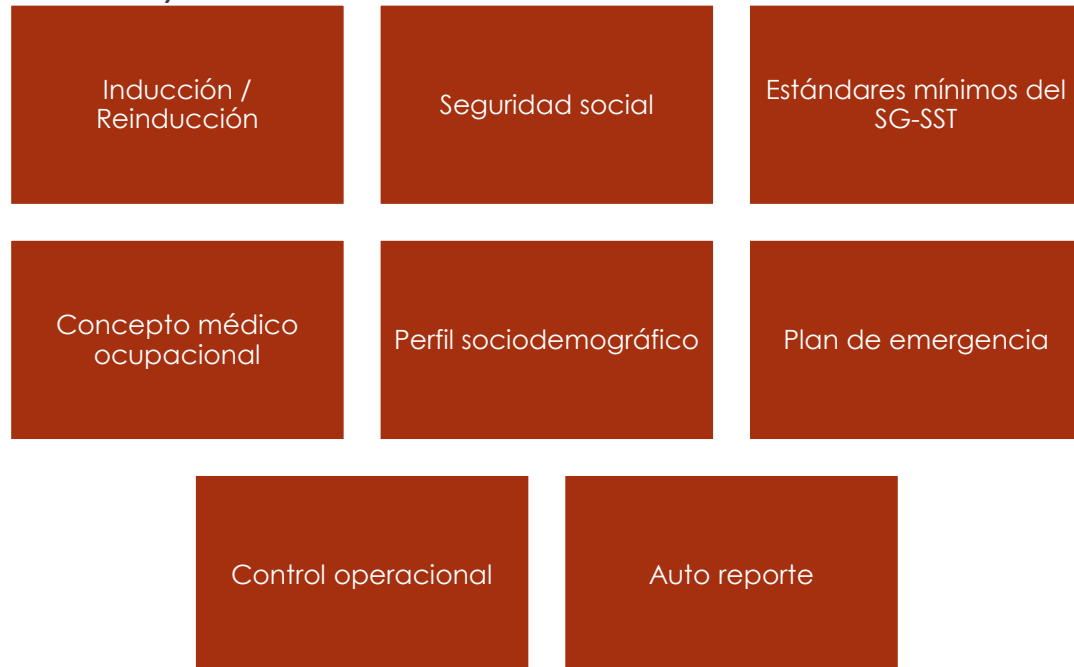 Inducción /
Reinducción
Seguridad social
Estándares mínimos del
SG-SST
Concepto médico
ocupacional
Perfil sociodemográfico
Plan de emergencia
Control operacional
Auto reporte